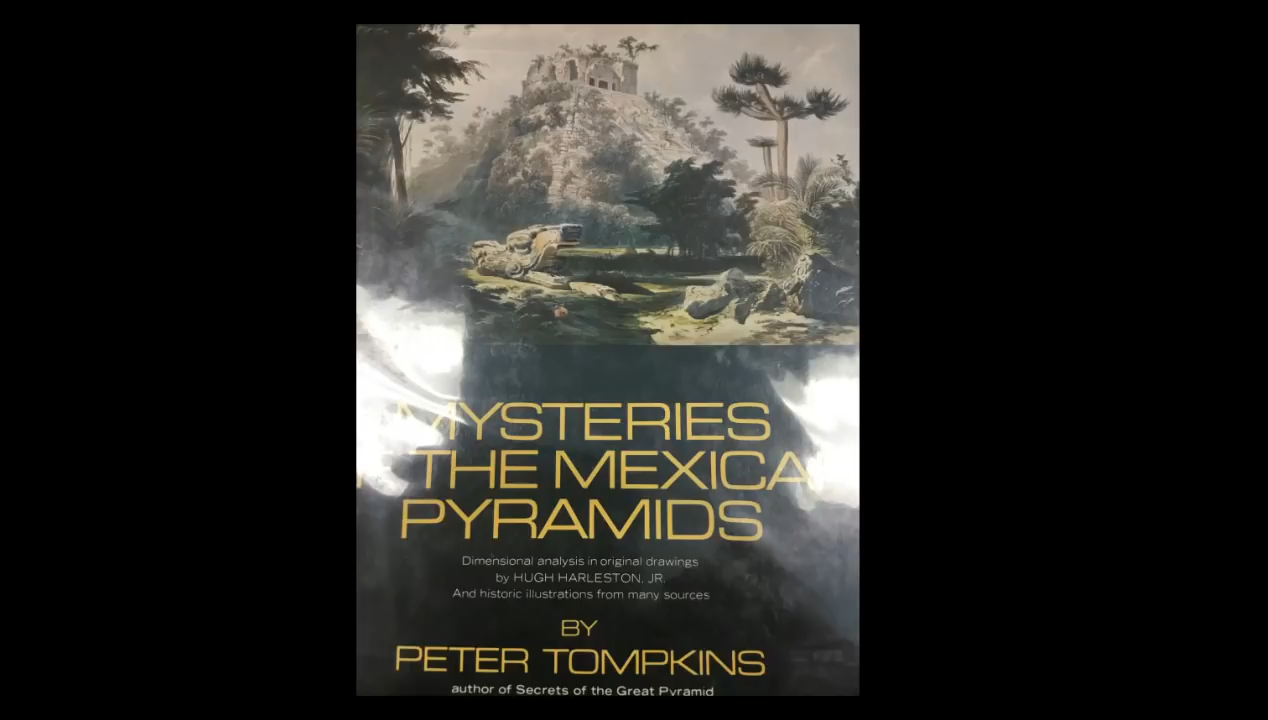 MYSTERIES
THE MEXICA
PYRAMIDS
Dimensional analysis in original drawings
by HUGH HARLESTON, JR.
And historic illustrations from many sources
BY
PETER TOMPKINS
author of Secrets of the Great Pyramid